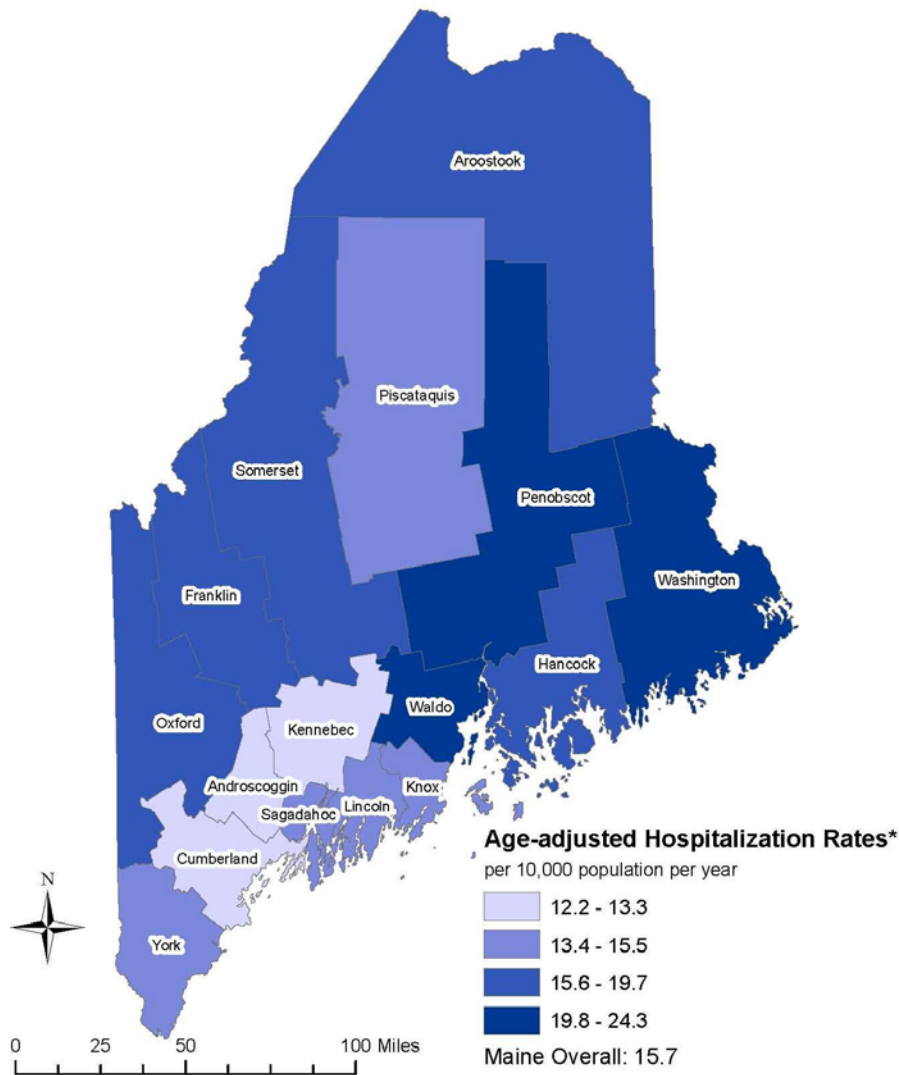 Aroostook
Piscataquis
Somerset
Penobscot
Washington
Franklin
Hancock
Waldo
Oxford
Kennebec
Androscoggin
Knox
Lincoln
Sagadahoc
Cumberland
York
N
Age-adjusted Hospitalization Rates*
per 10,000 population per year
12.2 - 13.3
13.4 - 15.5
15.6 - 19.7
19.8 - 24.3
Maine Overall: 15.7
0 25 50 100 Miles